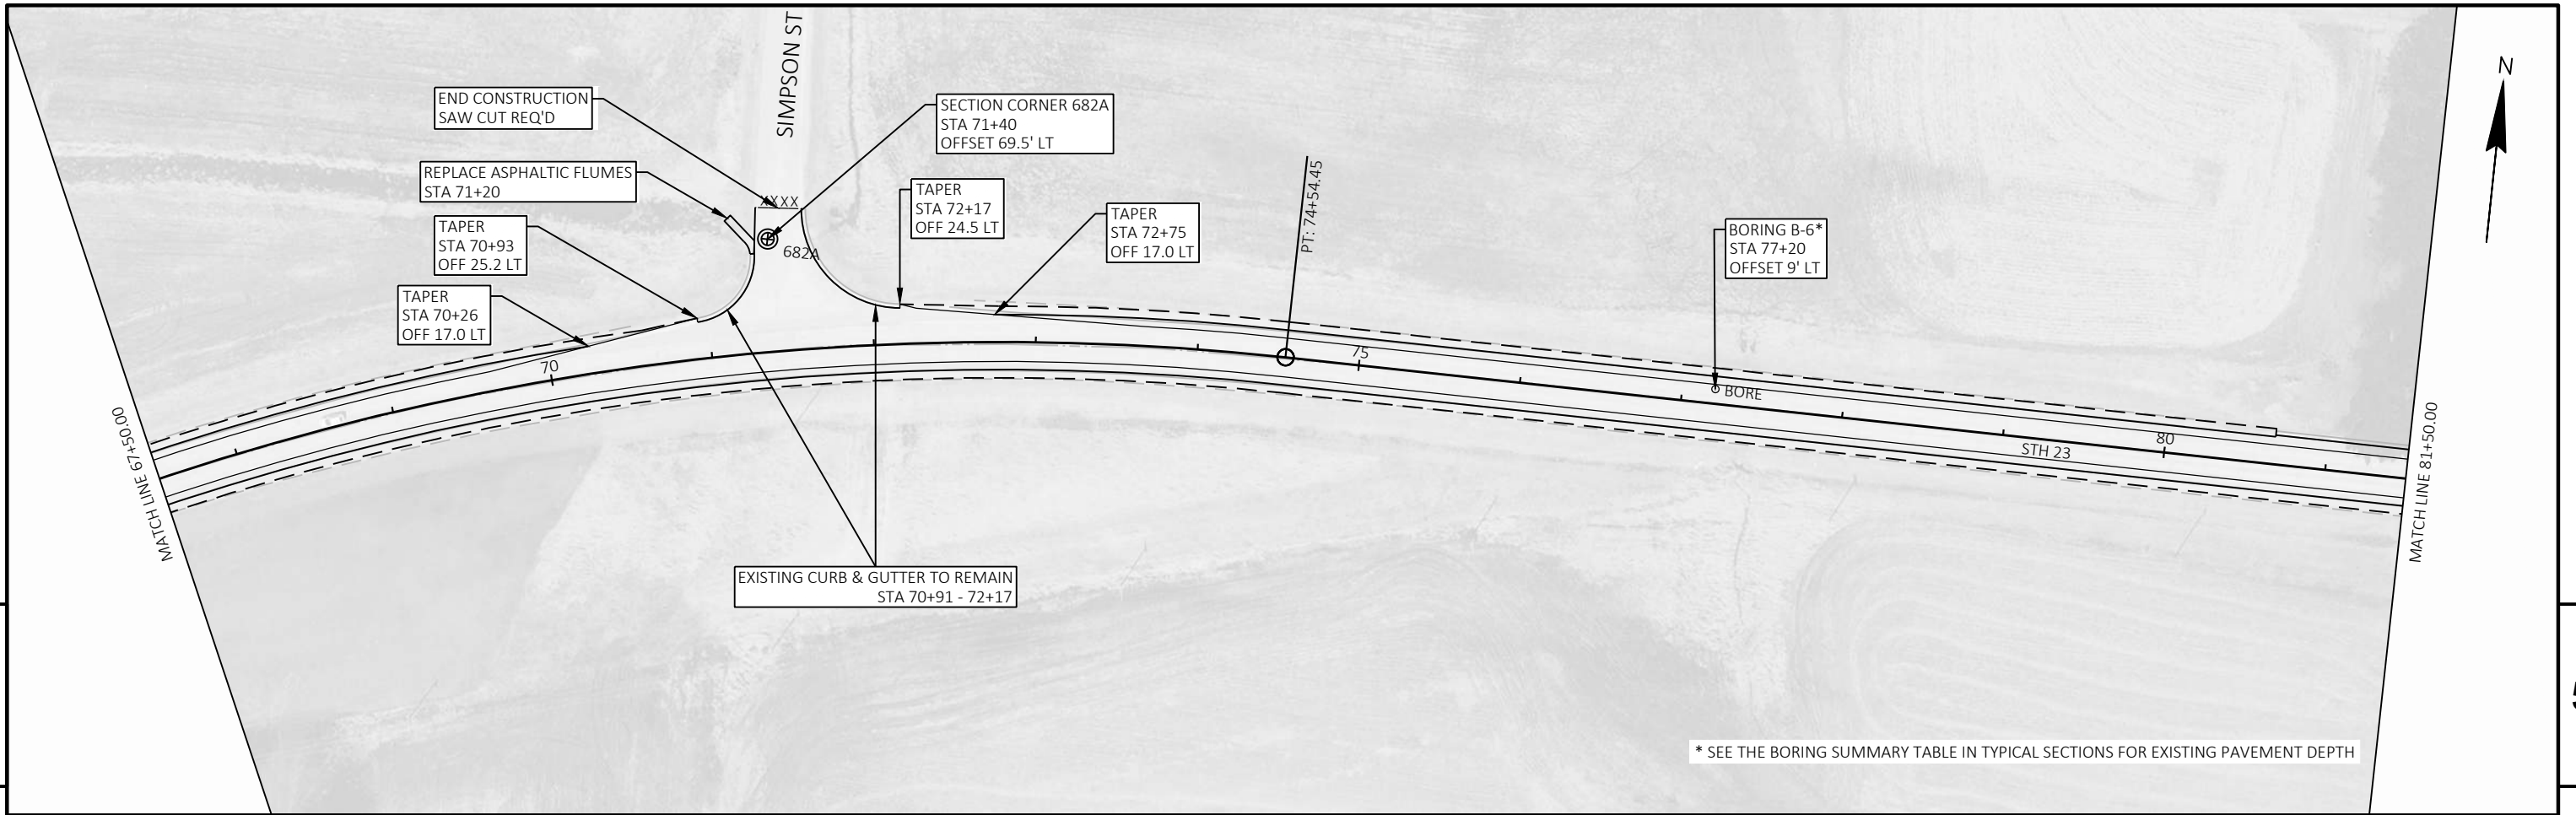 SIMPSON ST
N
END CONSTRUCTION
SAW CUT REQ'D
SECTION CORNER 682A
STA 71+40
OFFSET 69.5' LT
REPLACE ASPHALTIC FLUMES
STA 71+20
XXXX
TAPER
STA 70+93
OFF 25.2 LT
682A
TAPER
STA 72+17
OFF 24.5 LT
TAPER
STA 72+75
OFF 17.0 LT
PT: 74+54.45
BORING B-6*
STA 77+20
OFFSET 9' LT
TAPER
STA 70+26
OFF 17.0 LT
70
75
BORE
STH 23
80
MATCH LINE 67+50.00
MATCH LINE 81+50.00
EXISTING CURB & GUTTER TO REMAIN
STA 70+91 - 72+17
* SEE THE BORING SUMMARY TABLE IN TYPICAL SECTIONS FOR EXISTING PAVEMENT DEPTH